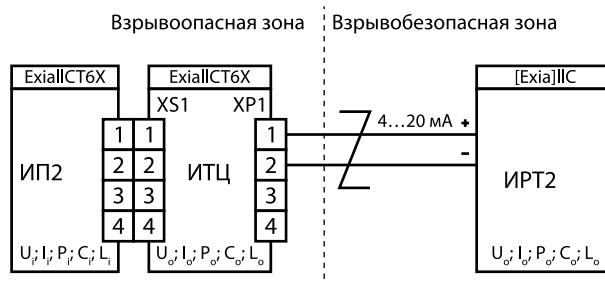 Взрывоопасная зона
Взрывобезопасная зона
ExiaIICT6X
ExiaIICT6X
[Exia]IIC
XS1
XP1
4...20 мА
+
-
1
1
1
2
2
2
3
3
3
4
4
4
ИП2
ИТЦ
ИРТ2
Ui; Ii; Pi; Ci; Li
Uo; Io; Po; Co; Lo
Uo; Io; Po; Co; Lo